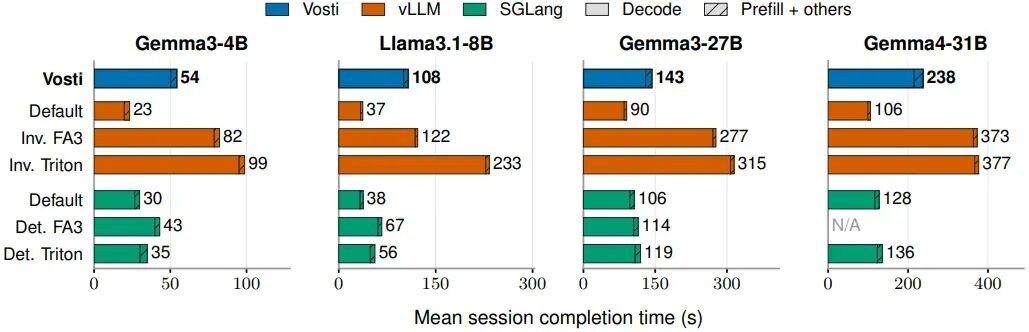 Vosti vLLM SGLang Decode Prefill + others
Gemma3-4B Llama3.1-8B Gemma3-27B Gemma4-31B
Vosti 54 108 143 238
Default 23 37 90 106
Inv. FA3 82 122 277 373
Inv. Triton 99 233 315 377
Default 30 38 106 128
Det. FA3 43 67 114 N/A
Det. Triton 35 56 119 136
0 50 100 0 150 300 0 150 300 0 200 400
Mean session completion time (s)